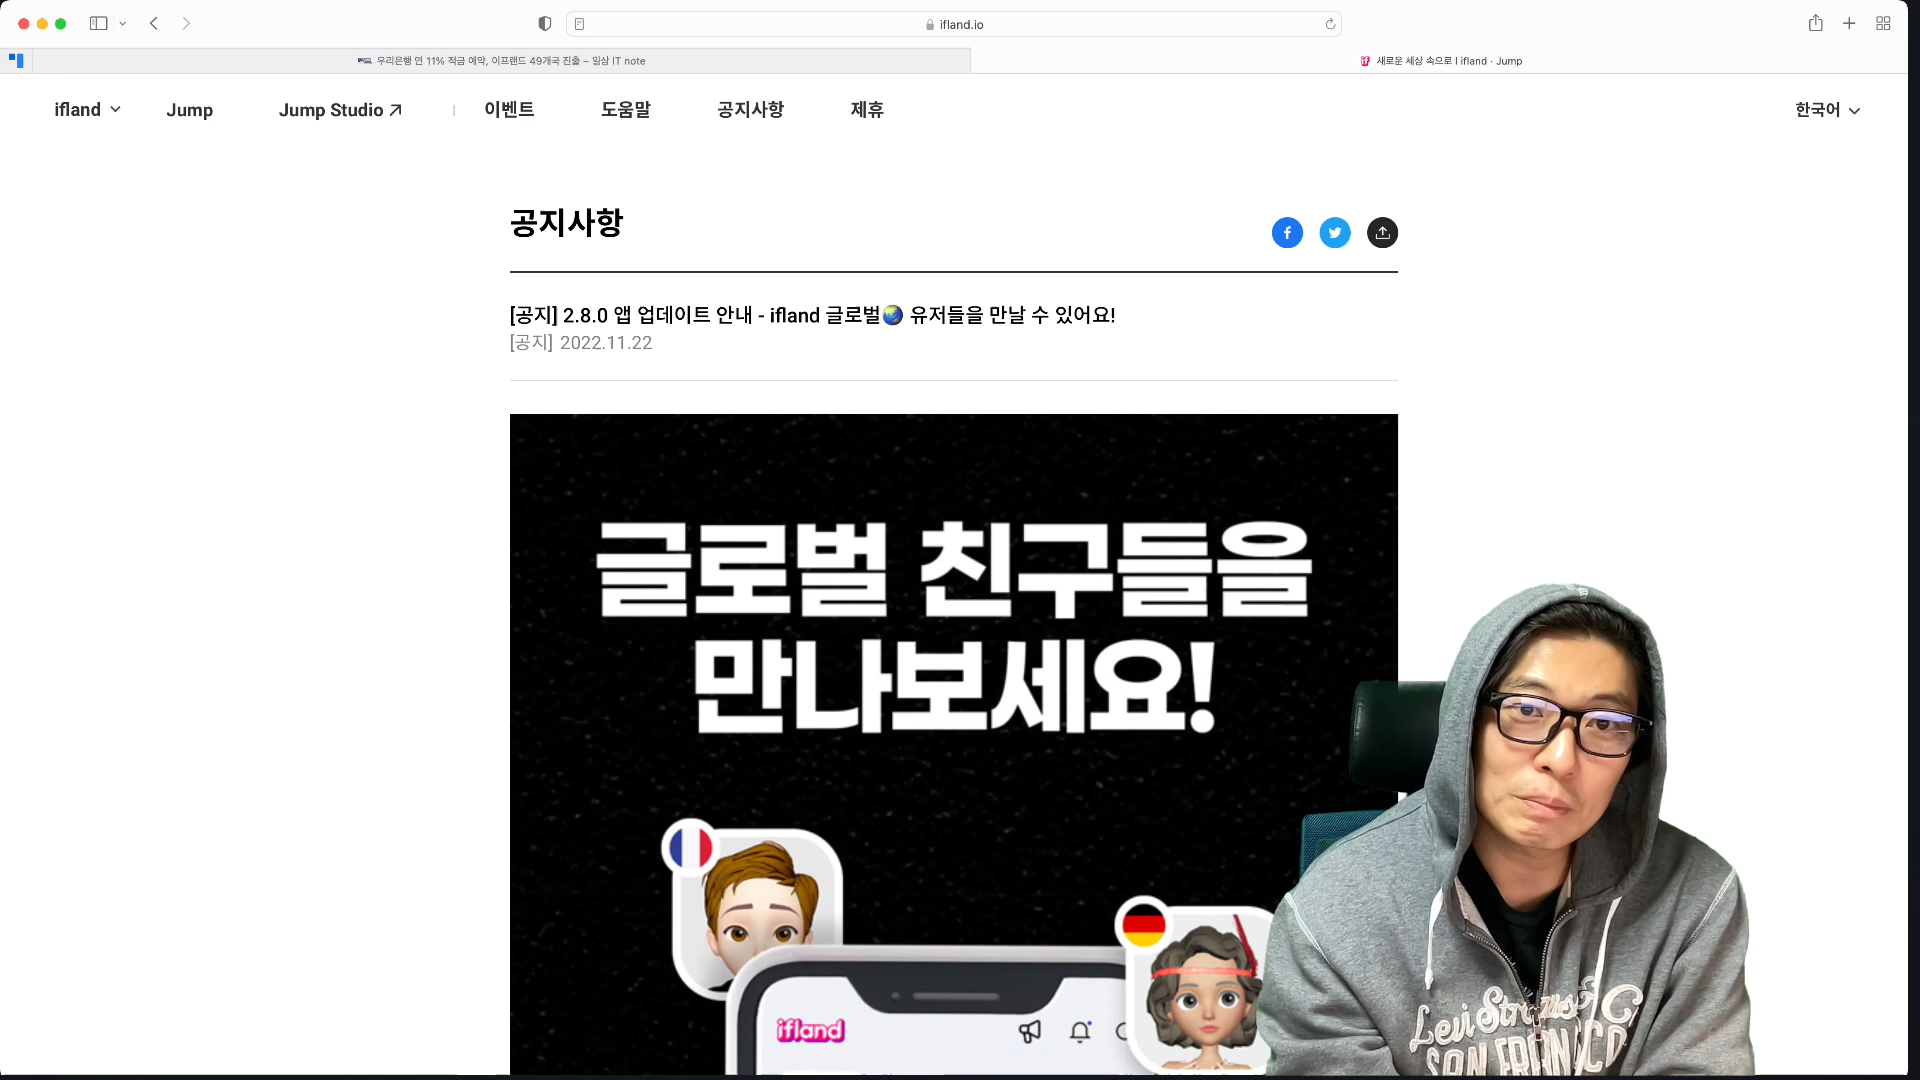 ifland.io
우리은행 연 11% 적금 예약, 이프랜드 49개국 진출 – 일상 IT note
새로운 세상 속으로 I ifland · Jump
ifland
Jump
Jump Studio
이벤트
도움말
공지사항
제휴
한국어
공지사항
[공지] 2.8.0 앱 업데이트 안내 - ifland 글로벌🌏 유저들을 만날 수 있어요!
[공지] 2022.11.22
글로벌 친구들을
만나보세요!
ifland
Levi Strauss & C
SAN FRANCISCO